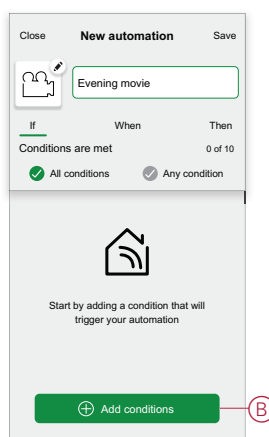 Close New automation Save
Evening movie
If When Then
Conditions are met 0 of 10
All conditions Any condition
Start by adding a condition that will
trigger your automation
Add conditions
B